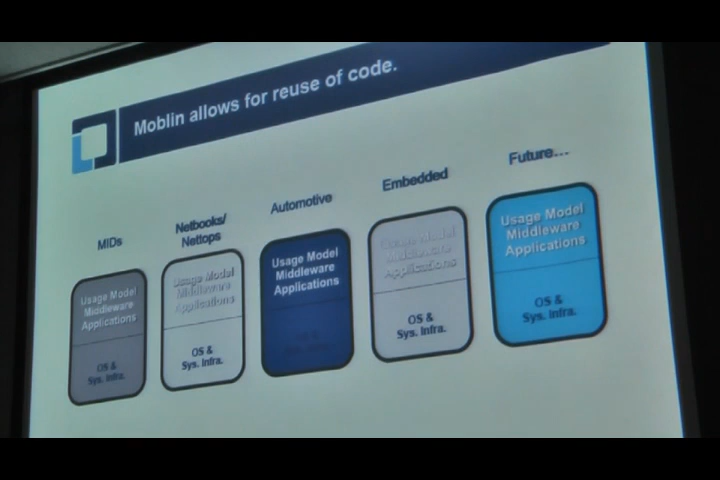 Moblin allows for reuse of code.
MIDs
Usage Model
Middleware
Applications
OS &
Sys. Infra.
Netbooks/
Nettops
Usage Model
Middleware
Applications
OS &
Sys. Infra.
Automotive
Usage Model
Middleware
Applications
Embedded
Usage Model
Middleware
Applications
OS &
Sys. Infra.
Future...
Usage Model
Middleware
Applications
OS &
Sys. Infra.